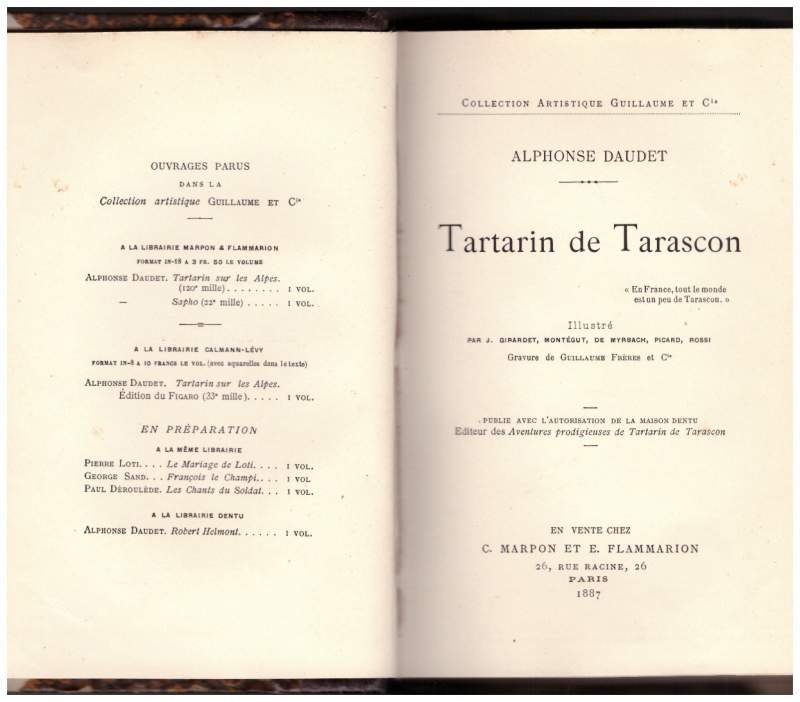 OUVRAGES PARUS
DANS LA
Collection artistique GUILLAUME ET Cie
A LA LIBRAIRIE MARPON & FLAMMARION
FORMAT IN-18 A 3 FR. 50 LE VOLUME
ALPHONSE DAUDET. Tartarin sur les Alpes.
(120e mille) . . . . . . . . 1 VOL.
— Sapho (22e mille) . . . . . 1 VOL.
A LA LIBRAIRIE CALMANN-LÉVY
FORMAT IN-8 A 10 FRANCS LE VOL. (avec aquarelles dans le texte)
ALPHONSE DAUDET. Tartarin sur les Alpes.
Édition du FIGARO (33e mille). . . . . 1 VOL.
EN PRÉPARATION
A LA MÊME LIBRAIRIE
PIERRE LOTI. . . . Le Mariage de Loti. . . . 1 VOL.
GEORGE SAND. . . François le Champi. . . . 1 VOL
PAUL DÉROULÈDE. Les Chants du Soldat. . . 1 VOL.
A LA LIBRAIRIE DENTU
ALPHONSE DAUDET. Robert Helmont. . . . . . 1 VOL.
COLLECTION ARTISTIQUE GUILLAUME ET Cie
ALPHONSE DAUDET
Tartarin de Tarascon
« En France, tout le monde
est un peu de Tarascon. »
Illustré
PAR J. GIRARDET, MONTÉGUT, DE MYRBACH, PICARD, ROSSI
Gravure de GUILLAUME FRÈRES et Cie
PUBLIE AVEC L'AUTORISATION DE LA MAISON DENTU
Editeur des Aventures prodigieuses de Tartarin de Tarascon
EN VENTE CHEZ
C. MARPON ET E. FLAMMARION
26, RUE RACINE, 26
PARIS
1887